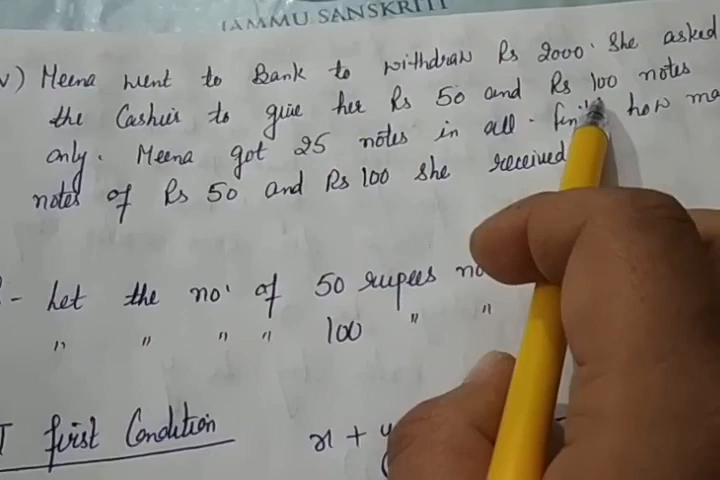 JAMMU SANSKRITI
v) Meena went to Bank to withdraw Rs 2000. She asked
the Cashier to give her Rs 50 and Rs 100 notes
only. Meena got 25 notes in all. how
notes of Rs 50 and Rs 100 she received
:- Let the no. of 50 rupees
" " " " 100 " "
I first Condition x +